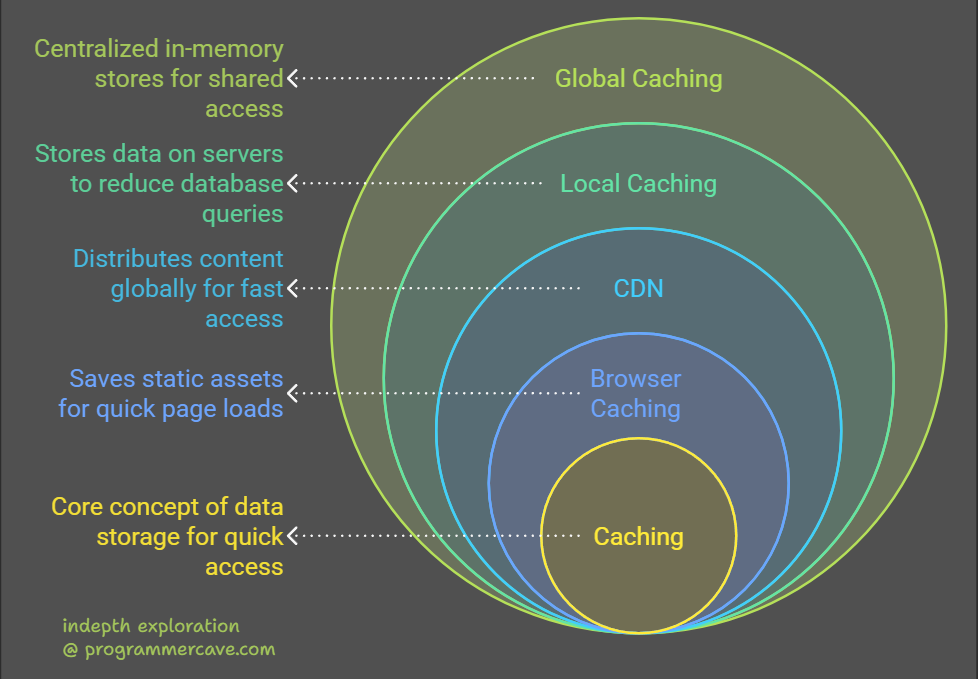 Centralized in-memory
stores for shared
access
Global Caching
Stores data on servers
to reduce database
queries
Local Caching
Distributes content
globally for fast
access
CDN
Saves static assets
for quick page loads
Browser
Caching
Core concept of data
storage for quick
access
Caching
indepth exploration
@ programmercave.com